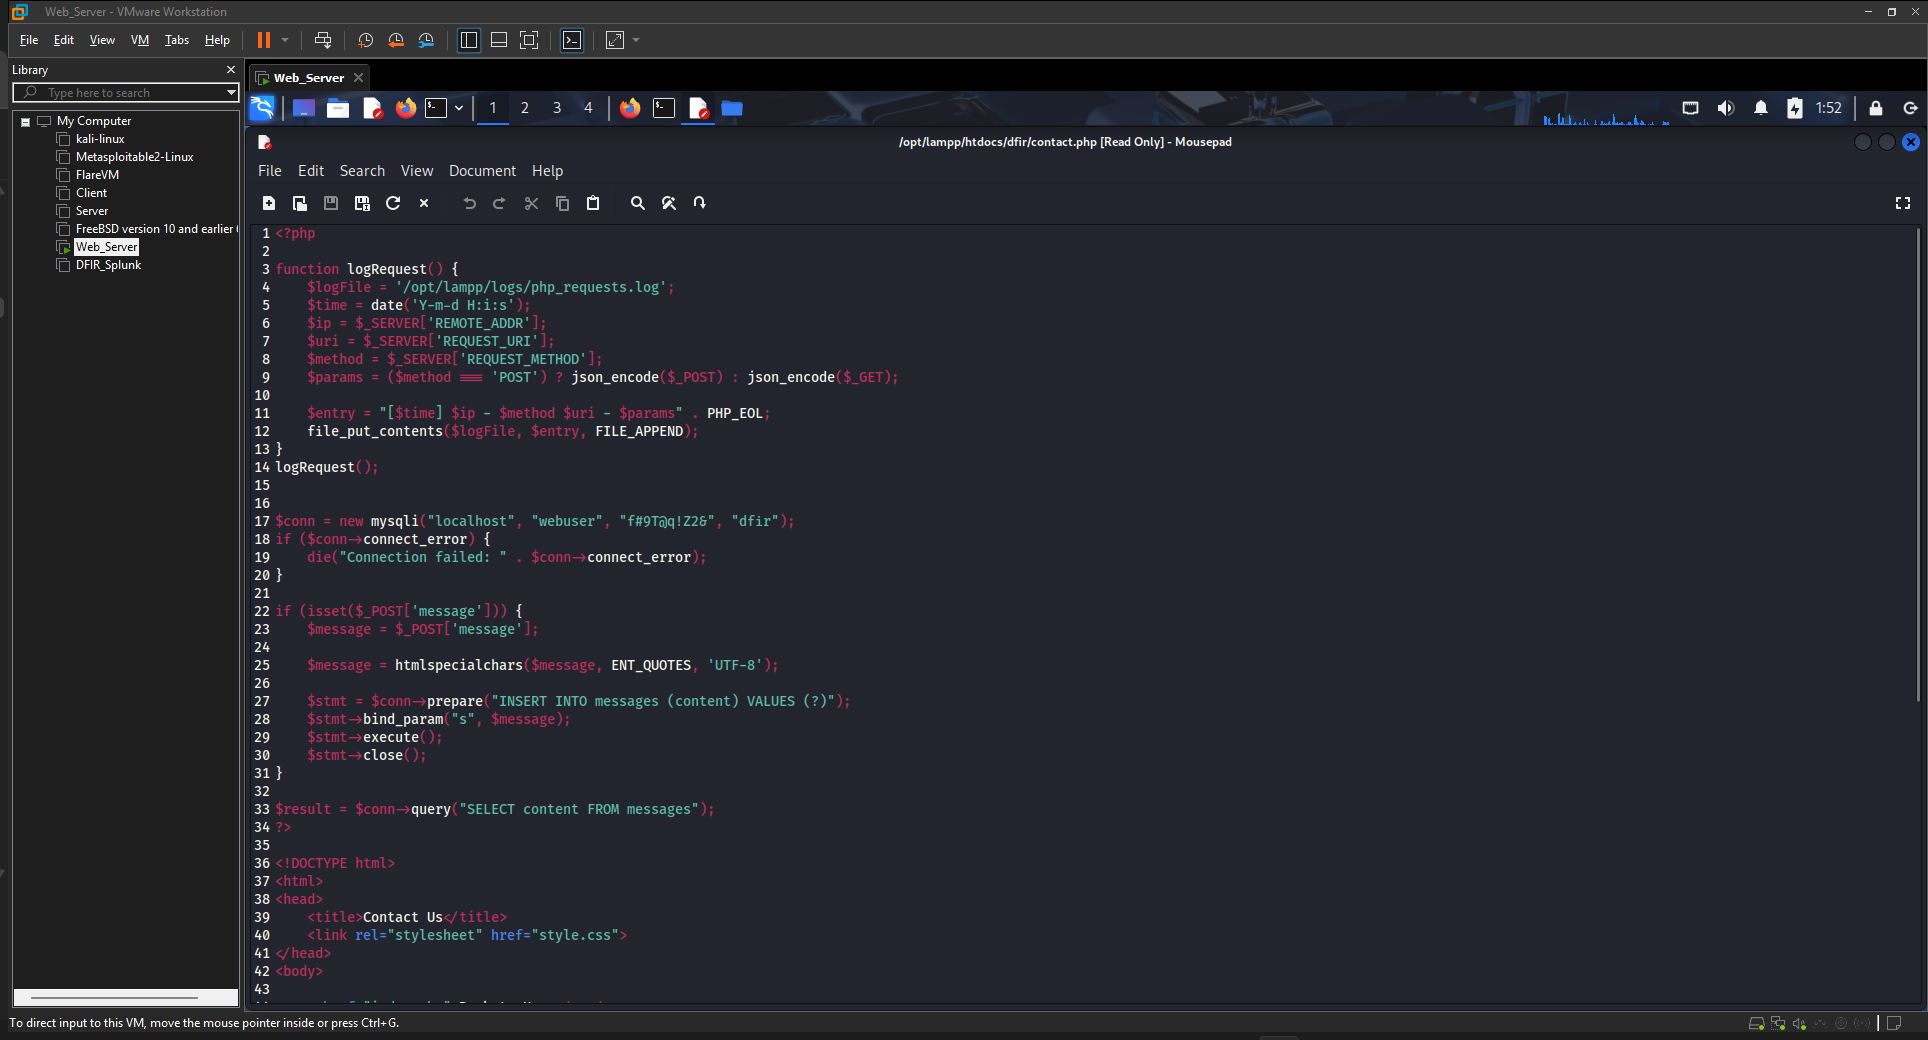 Web_Server - VMware Workstation
File Edit View VM Tabs Help
Library
Type here to search
My Computer
kali-linux
Metasploitable2-Linux
FlareVM
Client
Server
FreeBSD version 10 and earlier
Web_Server
DFIR_Splunk
Web_Server
1 2 3 4
1:52
/opt/lampp/htdocs/dfir/contact.php [Read Only] - Mousepad
File Edit Search View Document Help
1 <?php
2
3 function logRequest() {
4     $logFile = '/opt/lampp/logs/php_requests.log';
5     $time = date('Y-m-d H:i:s');
6     $ip = $_SERVER['REMOTE_ADDR'];
7     $uri = $_SERVER['REQUEST_URI'];
8     $method = $_SERVER['REQUEST_METHOD'];
9     $params = ($method === 'POST') ? json_encode($_POST) : json_encode($_GET);
10
11     $entry = "[$time] $ip - $method $uri - $params" . PHP_EOL;
12     file_put_contents($logFile, $entry, FILE_APPEND);
13 }
14 logRequest();
15
16
17 $conn = new mysqli("localhost", "webuser", "f#9T@q!Z2&", "dfir");
18 if ($conn->connect_error) {
19     die("Connection failed: " . $conn->connect_error);
20 }
21
22 if (isset($_POST['message'])) {
23     $message = $_POST['message'];
24
25     $message = htmlspecialchars($message, ENT_QUOTES, 'UTF-8');
26
27     $stmt = $conn->prepare("INSERT INTO messages (content) VALUES (?)");
28     $stmt->bind_param("s", $message);
29     $stmt->execute();
30     $stmt->close();
31 }
32
33 $result = $conn->query("SELECT content FROM messages");
34 ?>
35
36 <!DOCTYPE html>
37 <html>
38 <head>
39     <title>Contact Us</title>
40     <link rel="stylesheet" href="style.css">
41 </head>
42 <body>
43
To direct input to this VM, move the mouse pointer inside or press Ctrl+G.